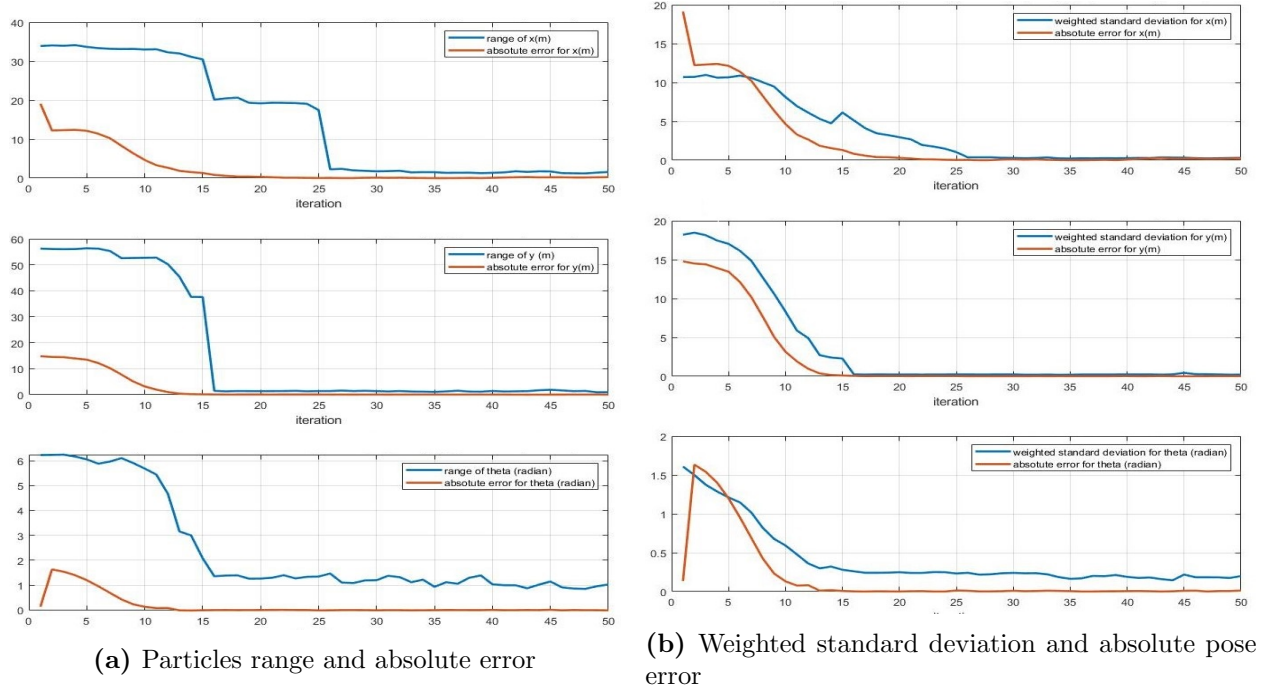 40
30
20
10
0
0 5 10 15 20 25 30 35 40 45 50
iteration
range of x(m)
absolute error for x(m)
60
50
40
30
20
10
0
0 5 10 15 20 25 30 35 40 45 50
iteration
range of y (m)
absolute error for y(m)
6
5
4
3
2
1
0
0 5 10 15 20 25 30 35 40 45 50
range of theta (radian)
absolute error for theta (radian)
(a) Particles range and absolute error
20
15
10
5
0
0 5 10 15 20 25 30 35 40 45 50
iteration
weighted standard deviation for x(m)
absolute error for x(m)
20
15
10
5
0
0 5 10 15 20 25 30 35 40 45 50
iteration
weighted standard deviation for y(m)
absolute error for y(m)
2
1.5
1
0.5
0
0 5 10 15 20 25 30 35 40 45 50
weighted standard deviation for theta (radian)
absolute error for theta (radian)
(b) Weighted standard deviation and absolute pose
error